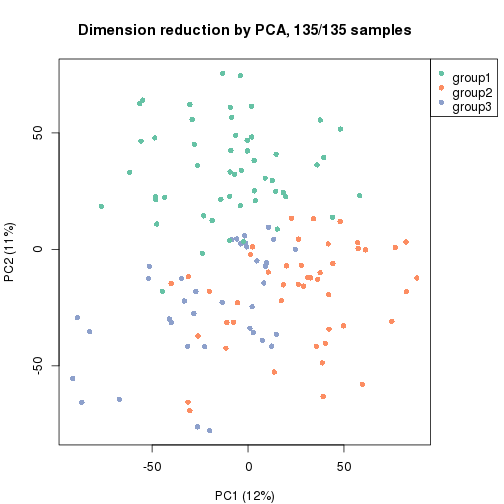 Dimension reduction by PCA, 135/135 samples
group1
group2
group3
50
0
-50
PC2 (11%)
-50
0
50
PC1 (12%)